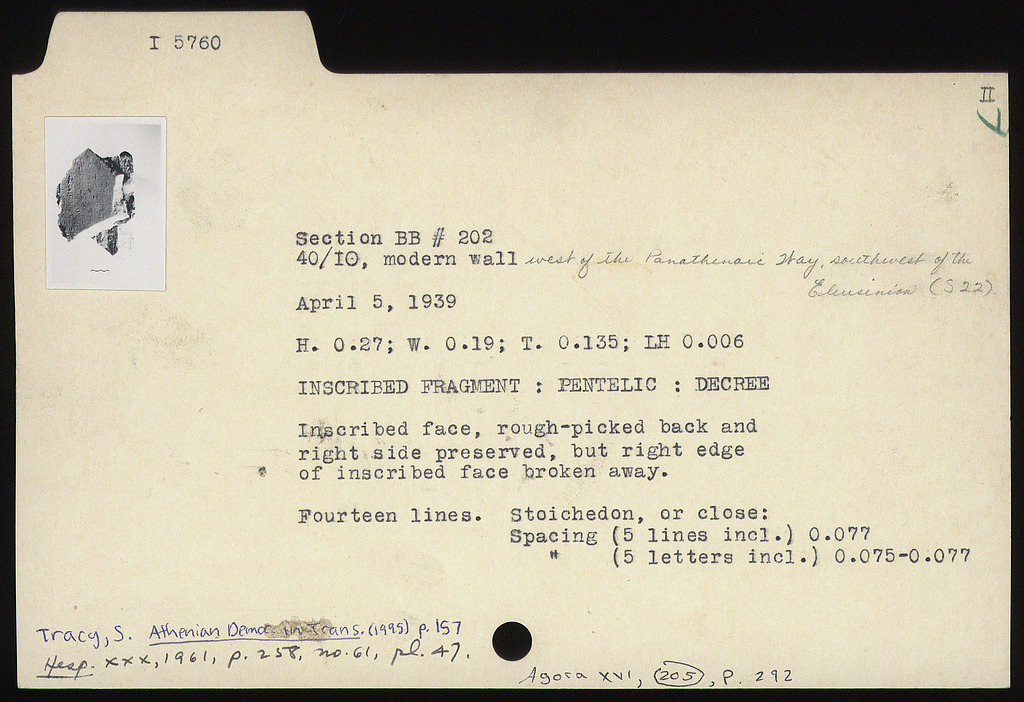 I 5760
II
Section BB # 202
40/IO, modern wall west of the Panathenaic Way, southwest of the
Eleusinion (S 22)
April 5, 1939
H. 0.27; W. 0.19; T. 0.135; LH 0.006
INSCRIBED FRAGMENT : PENTELIC : DECREE
Inscribed face, rough-picked back and
right side preserved, but right edge
of inscribed face broken away.
Fourteen lines. Stoichedon, or close:
Spacing (5 lines incl.) 0.077
" (5 letters incl.) 0.075-0.077
Tracy, S. Athenian Democ. in Trans. (1995) p. 157
Hesp. XXX, 1961, p. 258, no. 61, pl. 47.
Agora XVI, (205), p. 292